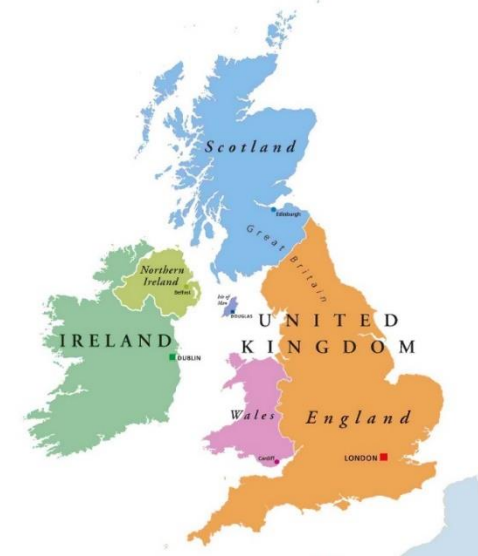 Scotland
Edinburgh
Great Britain
Northern
Ireland
Belfast
Isle of
Man
DOUGLAS
UNITED
KINGDOM
IRELAND
DUBLIN
Wales
England
Cardiff
LONDON